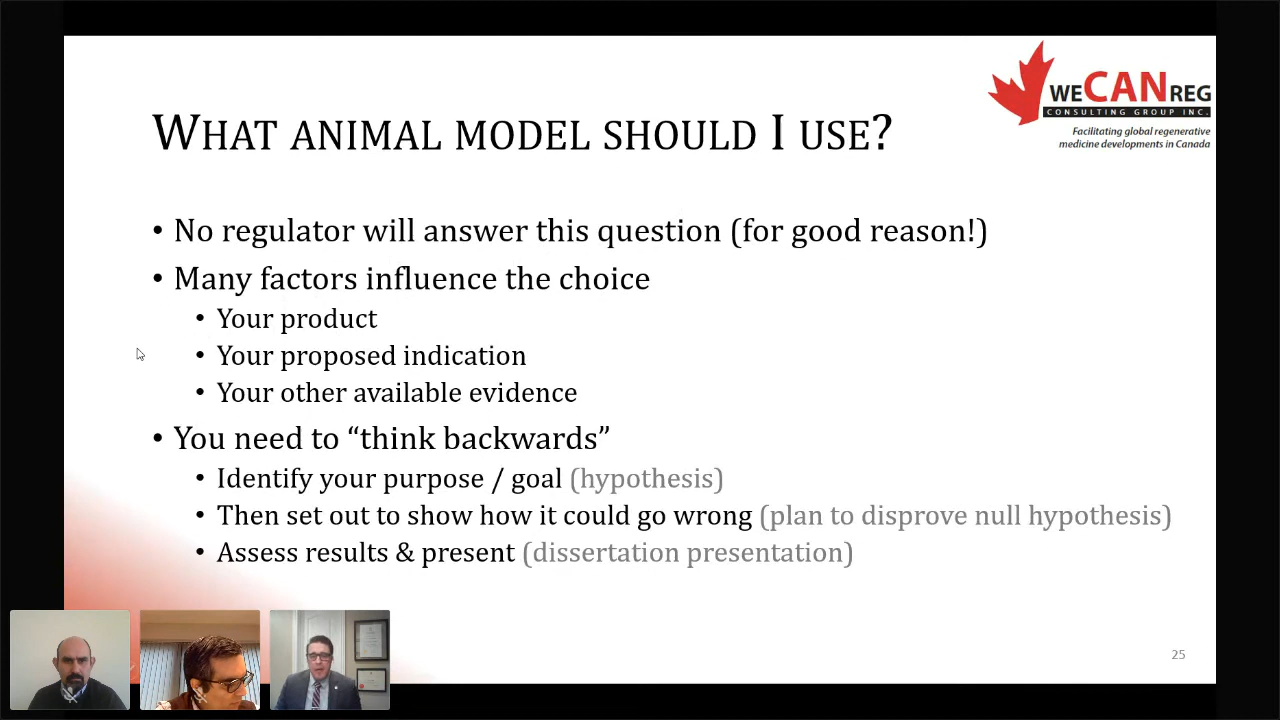 WHAT ANIMAL MODEL SHOULD I USE?
weCANreg
CONSULTING GROUP INC.
Facilitating global regenerative
medicine developments in Canada
• No regulator will answer this question (for good reason!)
• Many factors influence the choice
• Your product
• Your proposed indication
• Your other available evidence
• You need to “think backwards”
• Identify your purpose / goal (hypothesis)
• Then set out to show how it could go wrong (plan to disprove null hypothesis)
• Assess results & present (dissertation presentation)
25